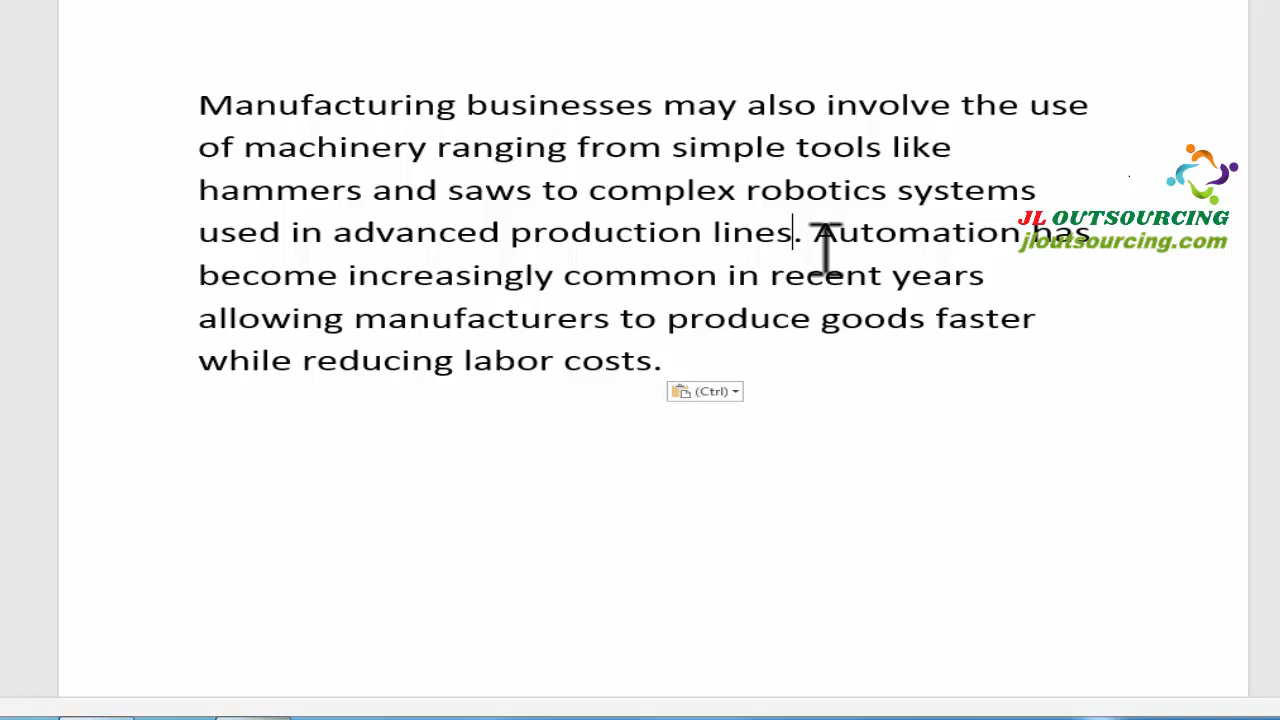 Manufacturing businesses may also involve the use
of machinery ranging from simple tools like
hammers and saws to complex robotics systems
used in advanced production lines. Automation has
become increasingly common in recent years
allowing manufacturers to produce goods faster
while reducing labor costs.
(Ctrl)
JL OUTSOURCING
jloutsourcing.com